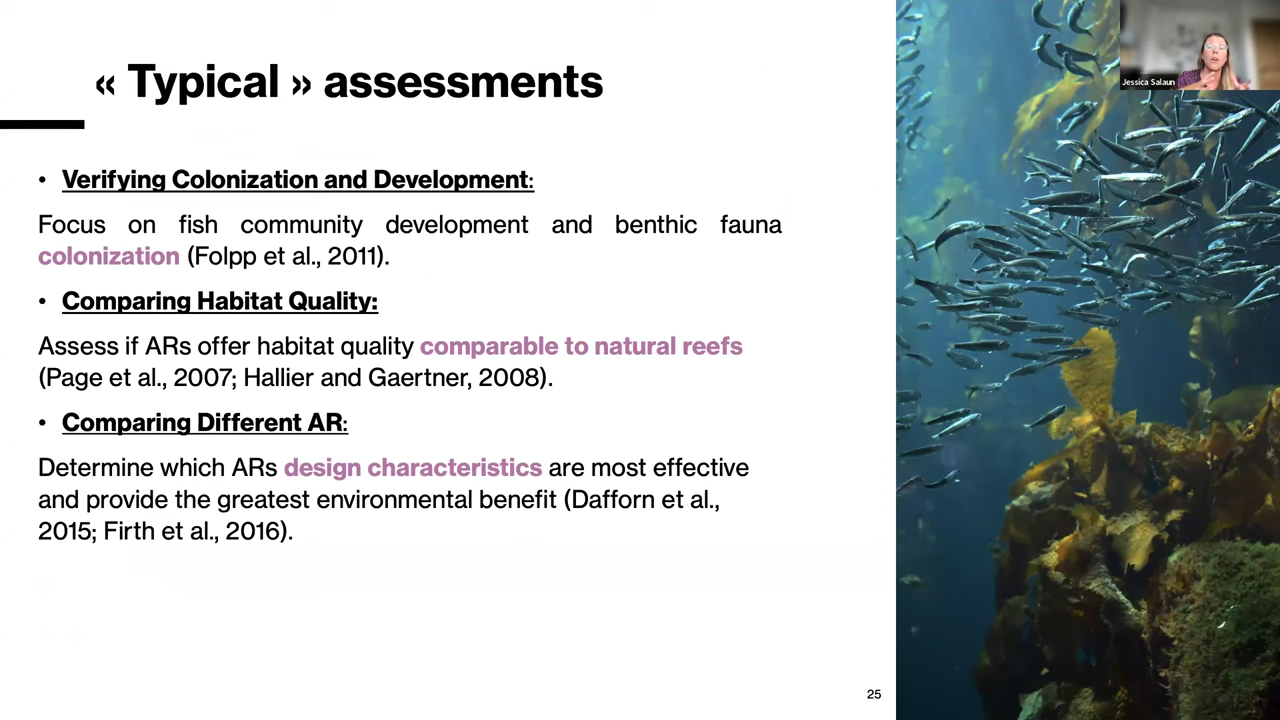 « Typical » assessments
Jessica Salaun
• Verifying Colonization and Development:
Focus on fish community development and benthic fauna
colonization (Folpp et al., 2011).
• Comparing Habitat Quality:
Assess if ARs offer habitat quality comparable to natural reefs
(Page et al., 2007; Hallier and Gaertner, 2008).
• Comparing Different AR:
Determine which ARs design characteristics are most effective
and provide the greatest environmental benefit (Dafforn et al.,
2015; Firth et al., 2016).
25